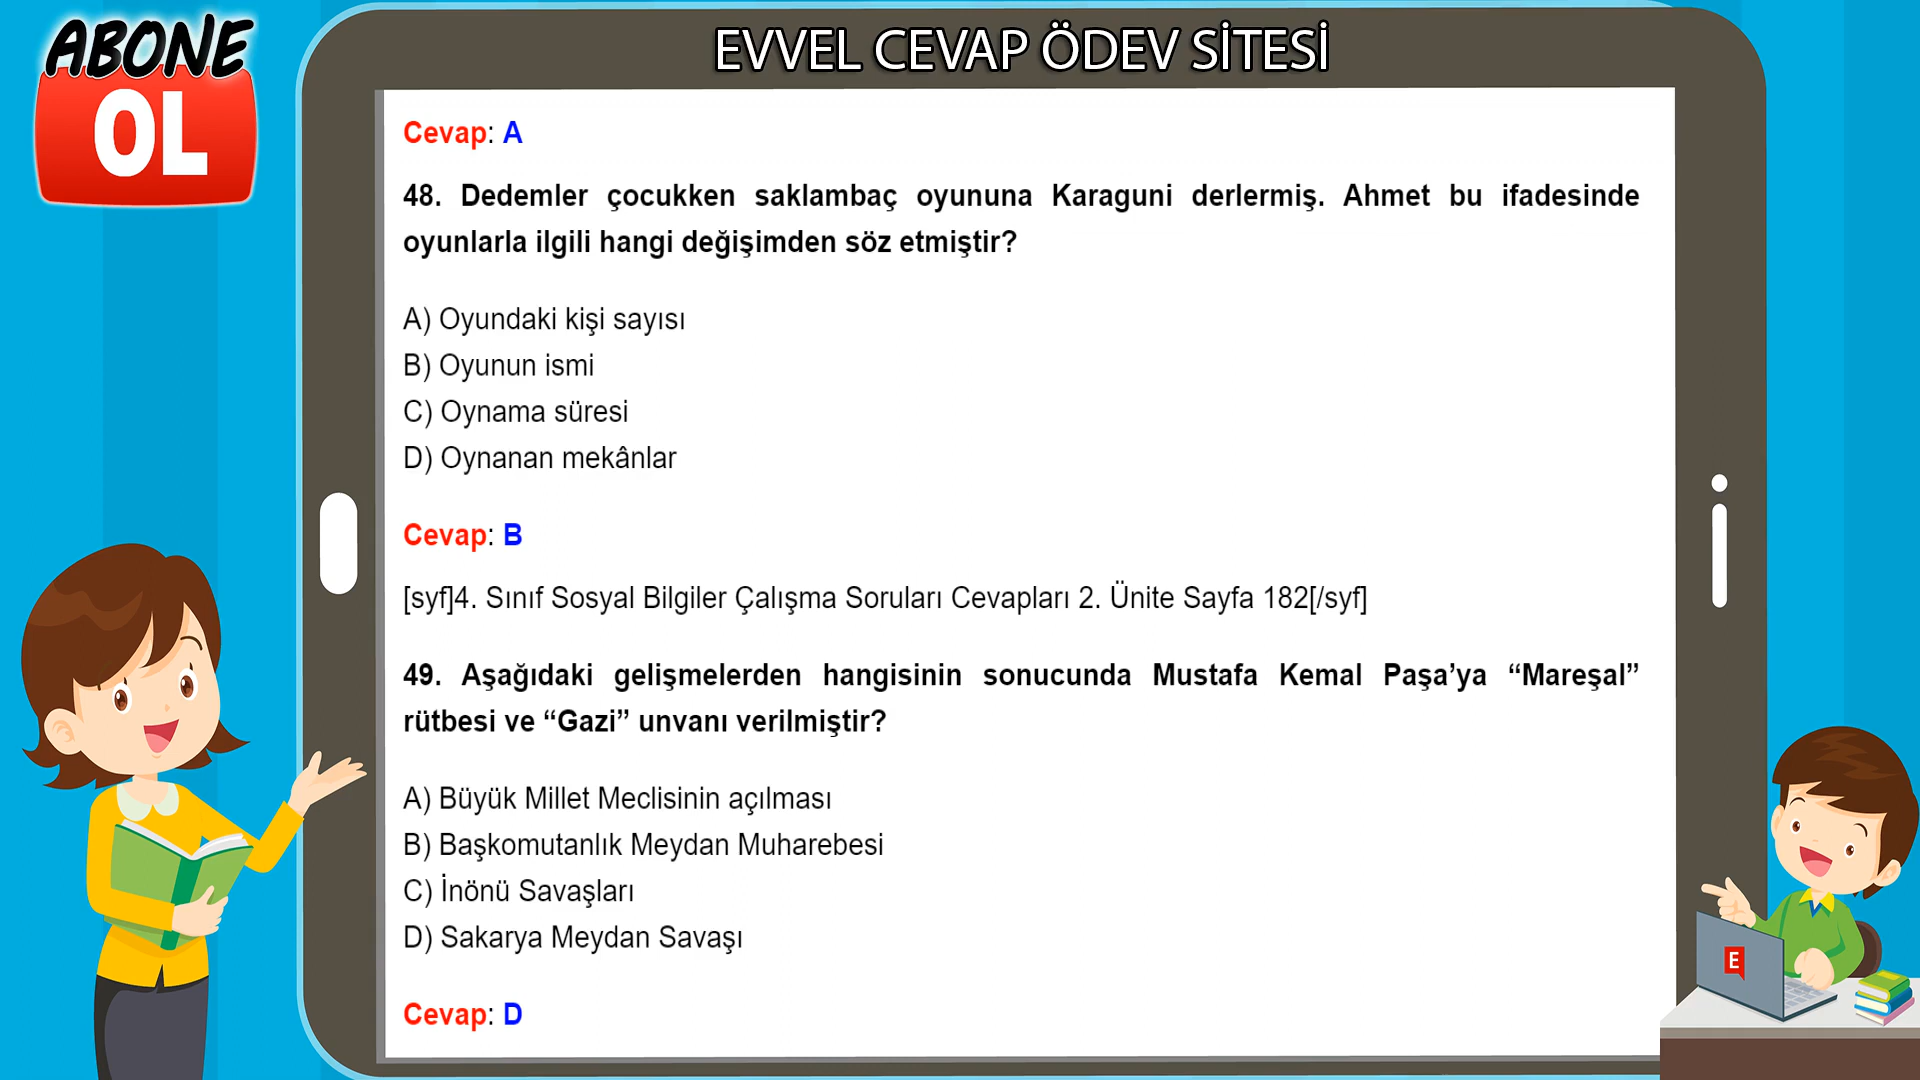 ABONE
OL
EVVEL CEVAP ÖDEV SİTESİ
Cevap: A
48. Dedemler çocukken saklambaç oyununa Karaguni derlermiş. Ahmet bu ifadesinde
oyunlarla ilgili hangi değişimden söz etmiştir?
A) Oyundaki kişi sayısı
B) Oyunun ismi
C) Oynama süresi
D) Oynanan mekânlar
Cevap: B
[syf]4. Sınıf Sosyal Bilgiler Çalışma Soruları Cevapları 2. Ünite Sayfa 182[/syf]
49. Aşağıdaki gelişmelerden hangisinin sonucunda Mustafa Kemal Paşa’ya “Mareşal”
rütbesi ve “Gazi” unvanı verilmiştir?
A) Büyük Millet Meclisinin açılması
B) Başkomutanlık Meydan Muharebesi
C) İnönü Savaşları
D) Sakarya Meydan Savaşı
Cevap: D
E